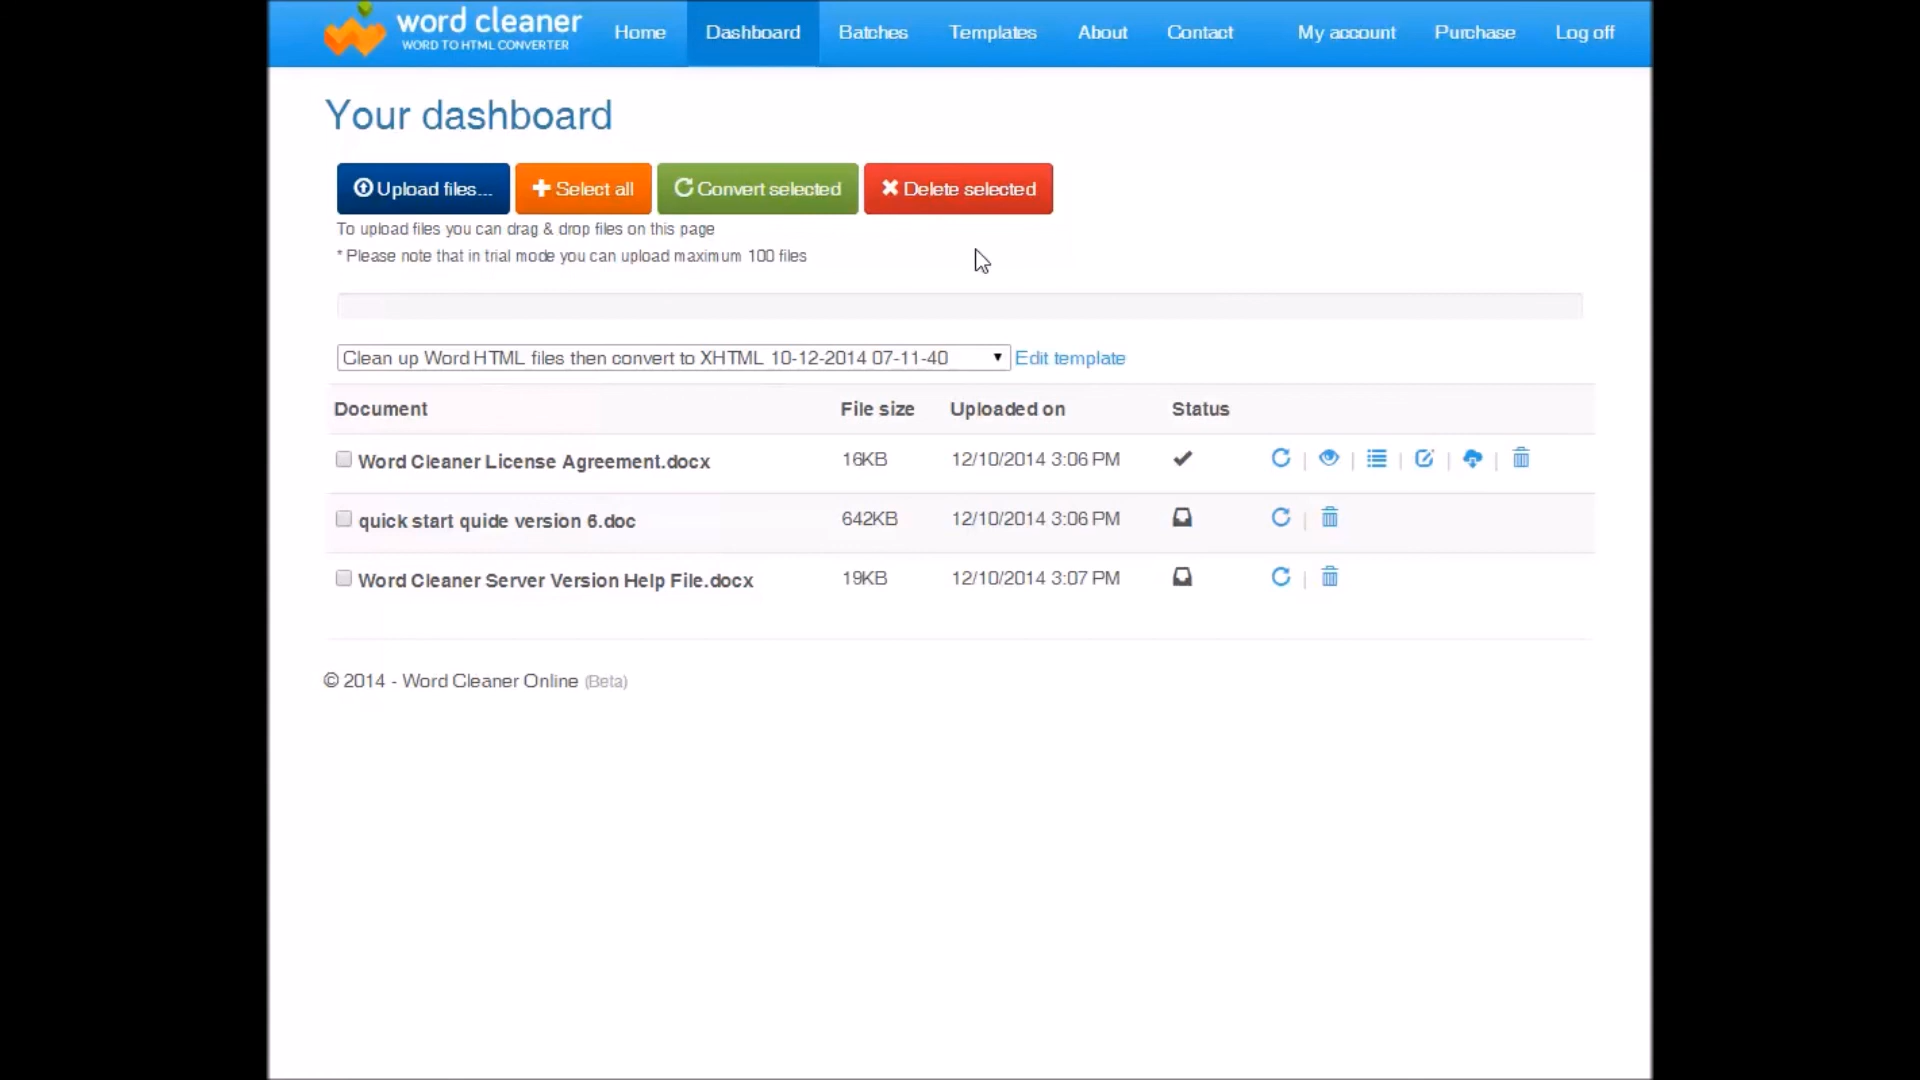 word cleaner
WORD TO HTML CONVERTER
Home Dashboard Batches Templates About Contact My account Purchase Log off
Your dashboard
Upload files... Select all Convert selected Delete selected
To upload files you can drag & drop files on this page
* Please note that in trial mode you can upload maximum 100 files
Clean up Word HTML files then convert to XHTML 10-12-2014 07-11-40 Edit template
Document File size Uploaded on Status
Word Cleaner License Agreement.docx 16KB 12/10/2014 3:06 PM
quick start quide version 6.doc 642KB 12/10/2014 3:06 PM
Word Cleaner Server Version Help File.docx 19KB 12/10/2014 3:07 PM
© 2014 - Word Cleaner Online (Beta)